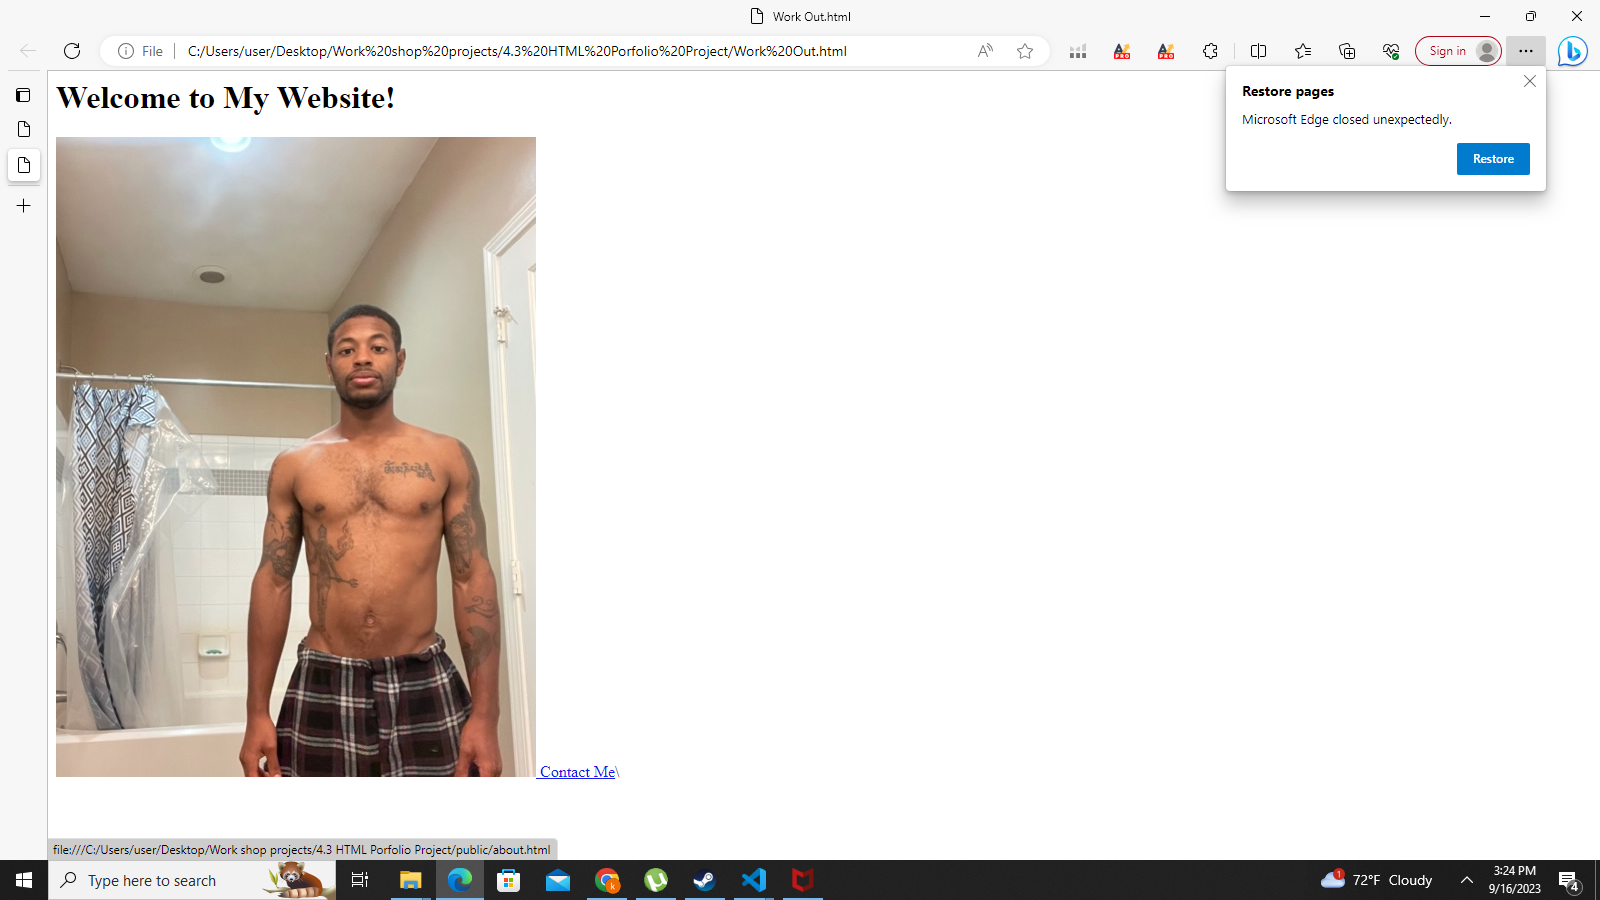 Work Out.html
File
C:/Users/user/Desktop/Work%20shop%20projects/4.3%20HTML%20Porfolio%20Project/Work%20Out.html
Sign in
Restore pages
Microsoft Edge closed unexpectedly.
Restore
Welcome to My Website!
Contact Me\
file:///C:/Users/user/Desktop/Work shop projects/4.3 HTML Porfolio Project/public/about.html
Type here to search
1
72°F Cloudy
3:24 PM
9/16/2023
4